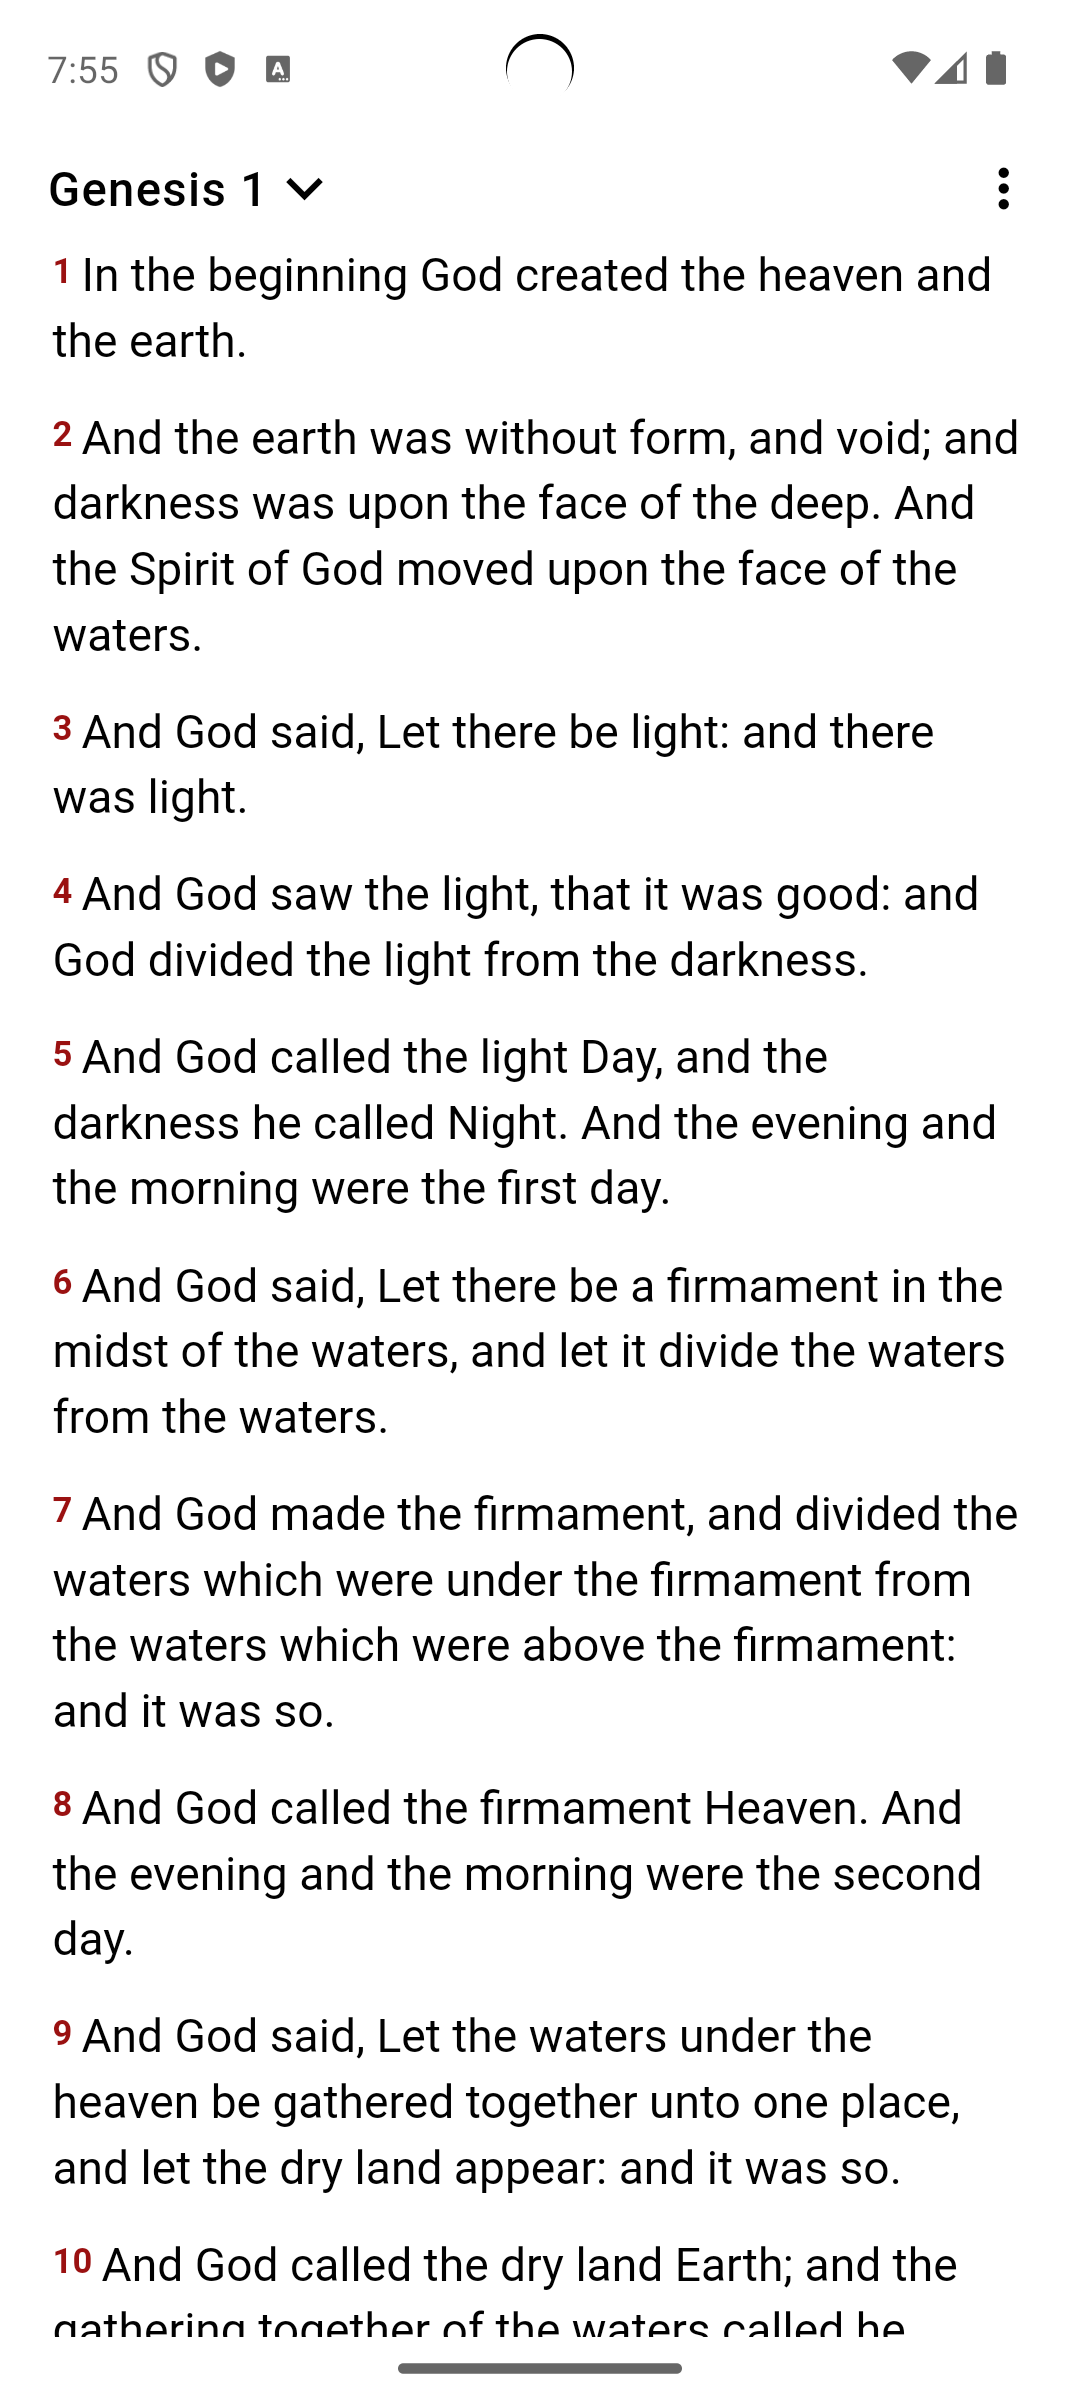 7:55
Genesis 1
1 In the beginning God created the heaven and
the earth.
2 And the earth was without form, and void; and
darkness was upon the face of the deep. And
the Spirit of God moved upon the face of the
waters.
3 And God said, Let there be light: and there
was light.
4 And God saw the light, that it was good: and
God divided the light from the darkness.
5 And God called the light Day, and the
darkness he called Night. And the evening and
the morning were the first day.
6 And God said, Let there be a firmament in the
midst of the waters, and let it divide the waters
from the waters.
7 And God made the firmament, and divided the
waters which were under the firmament from
the waters which were above the firmament:
and it was so.
8 And God called the firmament Heaven. And
the evening and the morning were the second
day.
9 And God said, Let the waters under the
heaven be gathered together unto one place,
and let the dry land appear: and it was so.
10 And God called the dry land Earth; and the
gathering together of the waters called he